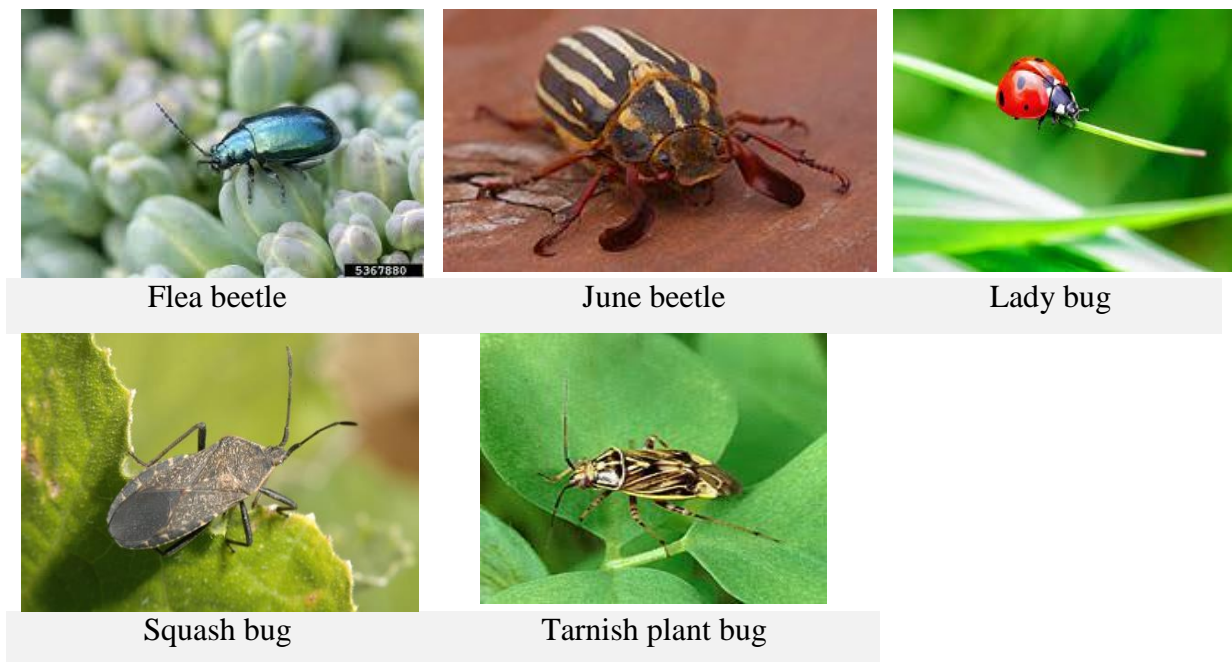 5367880
Flea beetle
June beetle
Lady bug
Squash bug
Tarnish plant bug